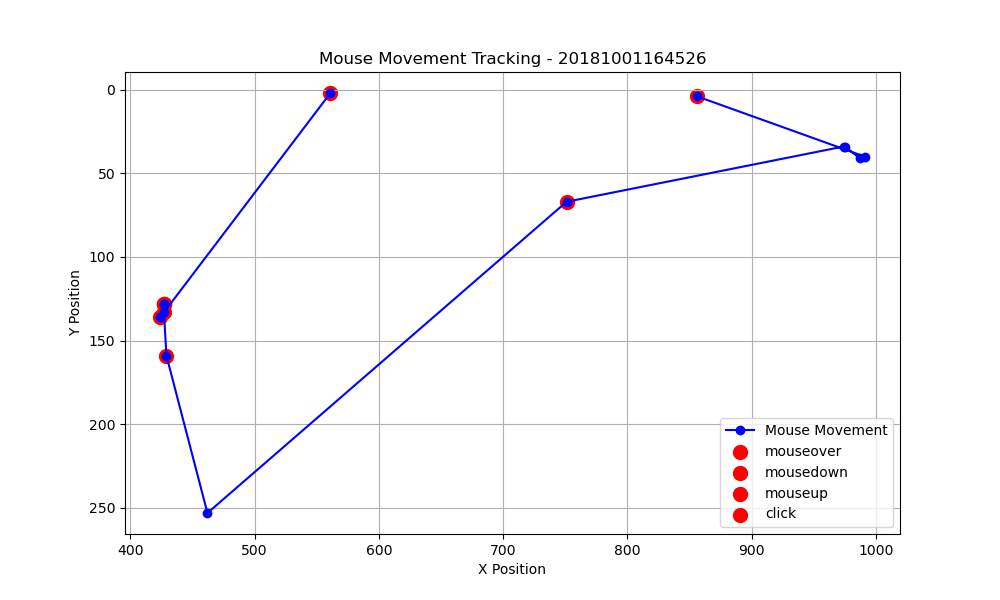 Mouse Movement Tracking - 20181001164526
0
50
100
150
200
250
Y Position
400
500
600
700
800
900
1000
X Position
Mouse Movement
mouseover
mousedown
mouseup
click